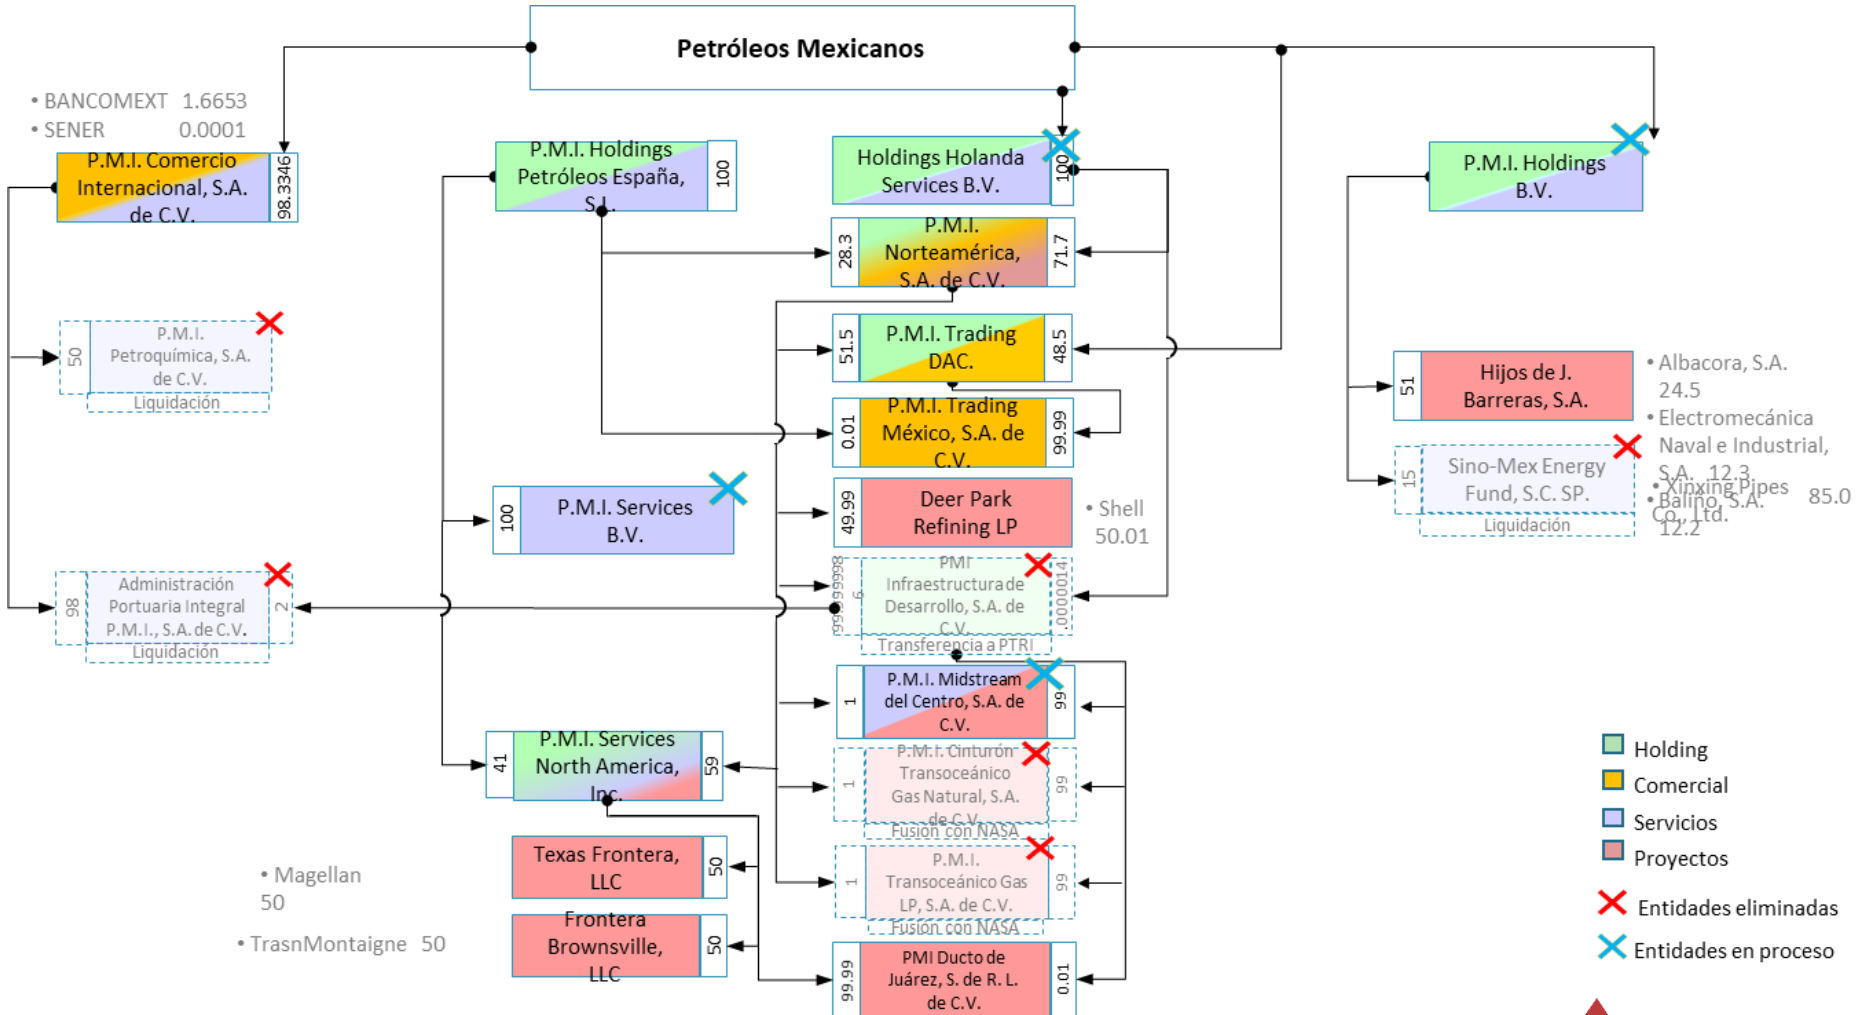 Petróleos Mexicanos
• BANCOMEXT 1.6653
• SENER 0.0001
P.M.I. Comercio
Internacional, S.A.
de C.V.
98.3346
P.M.I. Holdings
Petróleos España,
S.L.
100
Holdings Holanda
Services B.V.
100
P.M.I. Holdings
B.V.
28.3
P.M.I.
Norteamérica,
S.A. de C.V.
71.7
50
P.M.I.
Petroquímica, S.A.
de C.V.
Liquidación
51.5
P.M.I. Trading
DAC.
48.5
0.01
P.M.I. Trading
México, S.A. de
C.V.
99.99
51
Hijos de J.
Barreras, S.A.
• Albacora, S.A.
24.5
• Electromecánica
Naval e Industrial,
S.A. 12.3
• Baliño, S.A.
12.2
15
Sino-Mex Energy
Fund, S.C. SP.
Liquidación
• Xinxing Pipes
Co., Ltd.
85.0
100
P.M.I. Services
B.V.
49.99
Deer Park
Refining LP
• Shell
50.01
98
Administración
Portuaria Integral
P.M.I., S.A. de C.V.
2
Liquidación
PMI
Infraestructura de
Desarrollo, S.A. de
C.V.
.0000014
Transferencia a PTRI
1
P.M.I. Midstream
del Centro, S.A. de
C.V.
99
41
P.M.I. Services
North America,
Inc.
59
1
P.M.I. Cinturón
Transoceánico
Gas Natural, S.A.
de C.V.
99
Fusión con NASA
Texas Frontera,
LLC
50
1
P.M.I.
Transoceánico Gas
LP, S.A. de C.V.
99
Fusión con NASA
• Magellan
50
• TrasnMontaigne 50
Frontera
Brownsville,
LLC
50
99.99
PMI Ducto de
Juárez, S. de R. L.
de C.V.
0.01
Holding
Comercial
Servicios
Proyectos
Entidades eliminadas
Entidades en proceso